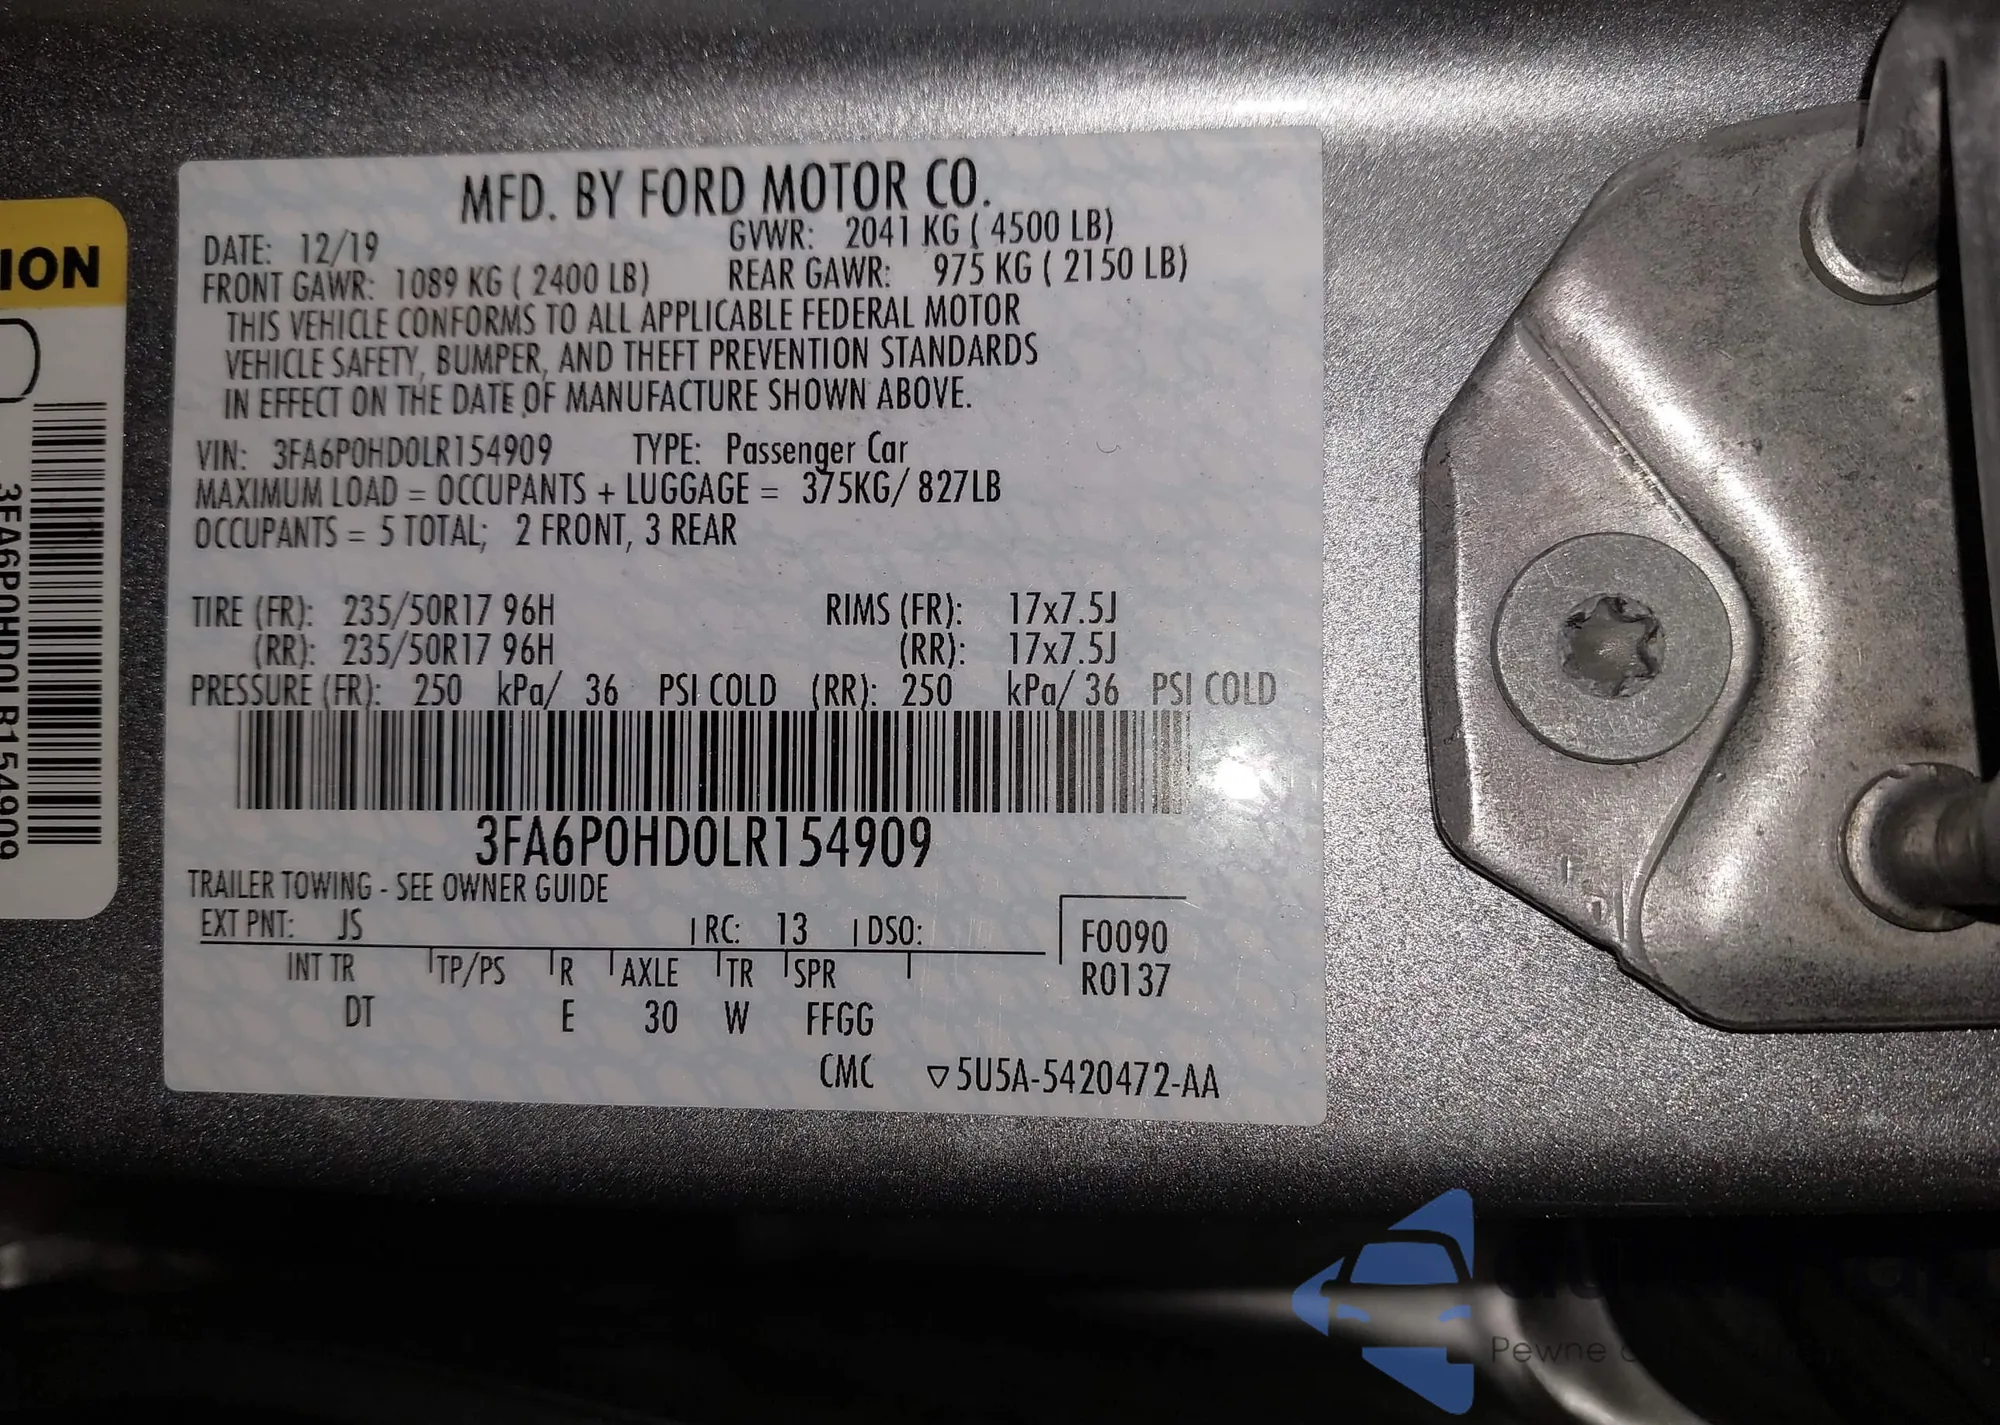 MFD. BY FORD MOTOR CO.
DATE: 12/19 GVWR: 2041 KG ( 4500 LB)
FRONT GAWR: 1089 KG ( 2400 LB) REAR GAWR: 975 KG ( 2150 LB)
THIS VEHICLE CONFORMS TO ALL APPLICABLE FEDERAL MOTOR
VEHICLE SAFETY, BUMPER, AND THEFT PREVENTION STANDARDS
IN EFFECT ON THE DATE OF MANUFACTURE SHOWN ABOVE.
VIN: 3FA6P0HD0LR154909 TYPE: Passenger Car
MAXIMUM LOAD = OCCUPANTS + LUGGAGE = 375KG/ 827LB
OCCUPANTS = 5 TOTAL; 2 FRONT, 3 REAR
TIRE (FR): 235/50R17 96H RIMS (FR): 17x7.5J
(RR): 235/50R17 96H (RR): 17x7.5J
PRESSURE (FR): 250 kPa/ 36 PSI COLD (RR): 250 kPa/ 36 PSI COLD
3FA6P0HD0LR154909
TRAILER TOWING - SEE OWNER GUIDE
EXT PNT: JS RC: 13 DSO:
F0090
R0137
INT TR TP/PS R AXLE TR SPR
DT E 30 W FFGG
CMC ▽5U5A-5420472-AA
ION
3FA6P0HD0LR154909
Pewne